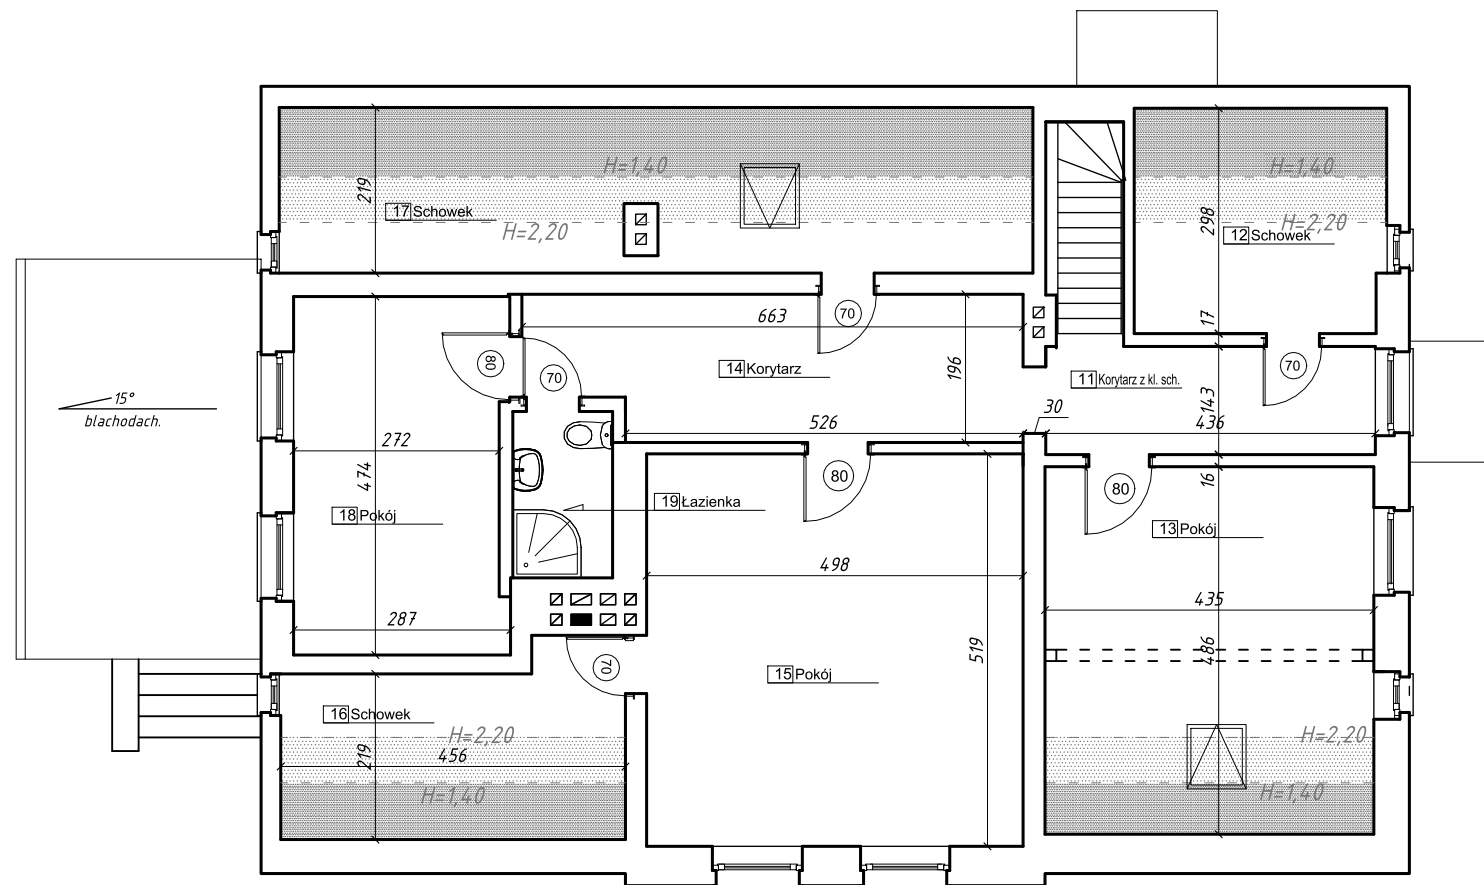 H=1,40
H=1,40
219
17 Schowek
H=2,20
298
H=2,20
12 Schowek
663
70
17
80
70
14 Korytarz
196
70
11 Korytarz z kl. sch.
143
15°
blachodach.
30
526
436
272
474
80
80
16
19 Łazienka
18 Pokój
13 Pokój
498
435
287
519
486
70
15 Pokój
16 Schowek
H=2,20
H=2,20
219
456
H=1,40
H=1,40